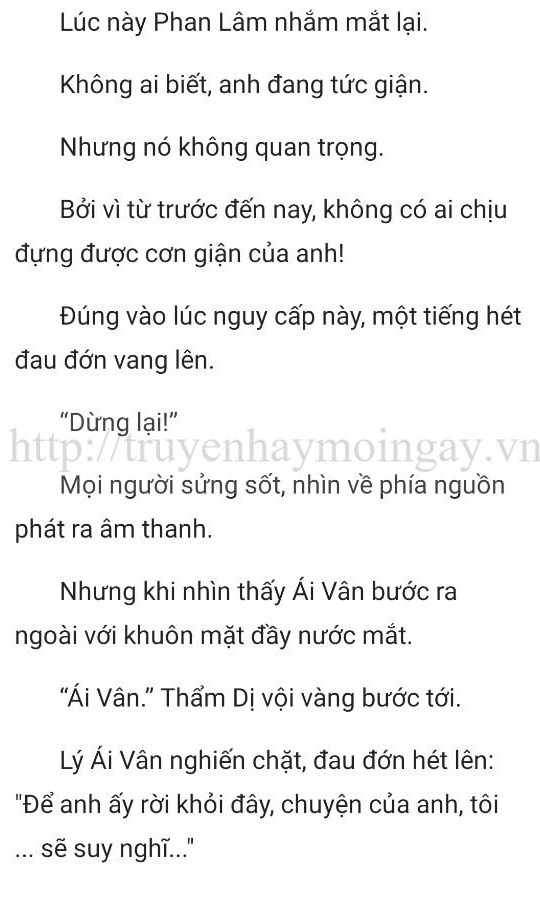 Lúc này Phan Lâm nhắm mắt lại.
Không ai biết, anh đang tức giận.
Nhưng nó không quan trọng.
Bởi vì từ trước đến nay, không có ai chịu
đựng được cơn giận của anh!
Đúng vào lúc nguy cấp này, một tiếng hét
đau đớn vang lên.
“Dừng lại!”
http://truyenhaymoingay.vn
Mọi người sửng sốt, nhìn về phía nguồn
phát ra âm thanh.
Nhưng khi nhìn thấy Ái Vân bước ra
ngoài với khuôn mặt đầy nước mắt.
“Ái Vân.” Thẩm Dị vội vàng bước tới.
Lý Ái Vân nghiến chặt, đau đớn hét lên:
"Để anh ấy rời khỏi đây, chuyện của anh, tôi
... sẽ suy nghĩ..."